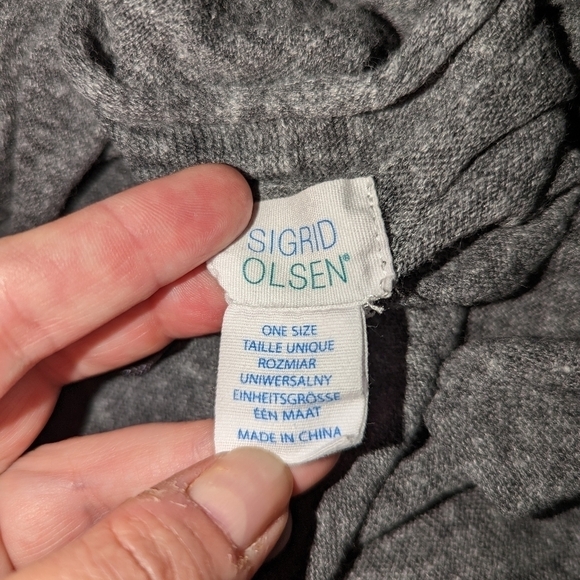 SIGRID
OLSEN®
ONE SIZE
TAILLE UNIQUE
ROZMIAR
UNIWERSALNY
EINHEITSGRÖSSE
ÉÉN MAAT
MADE IN CHINA